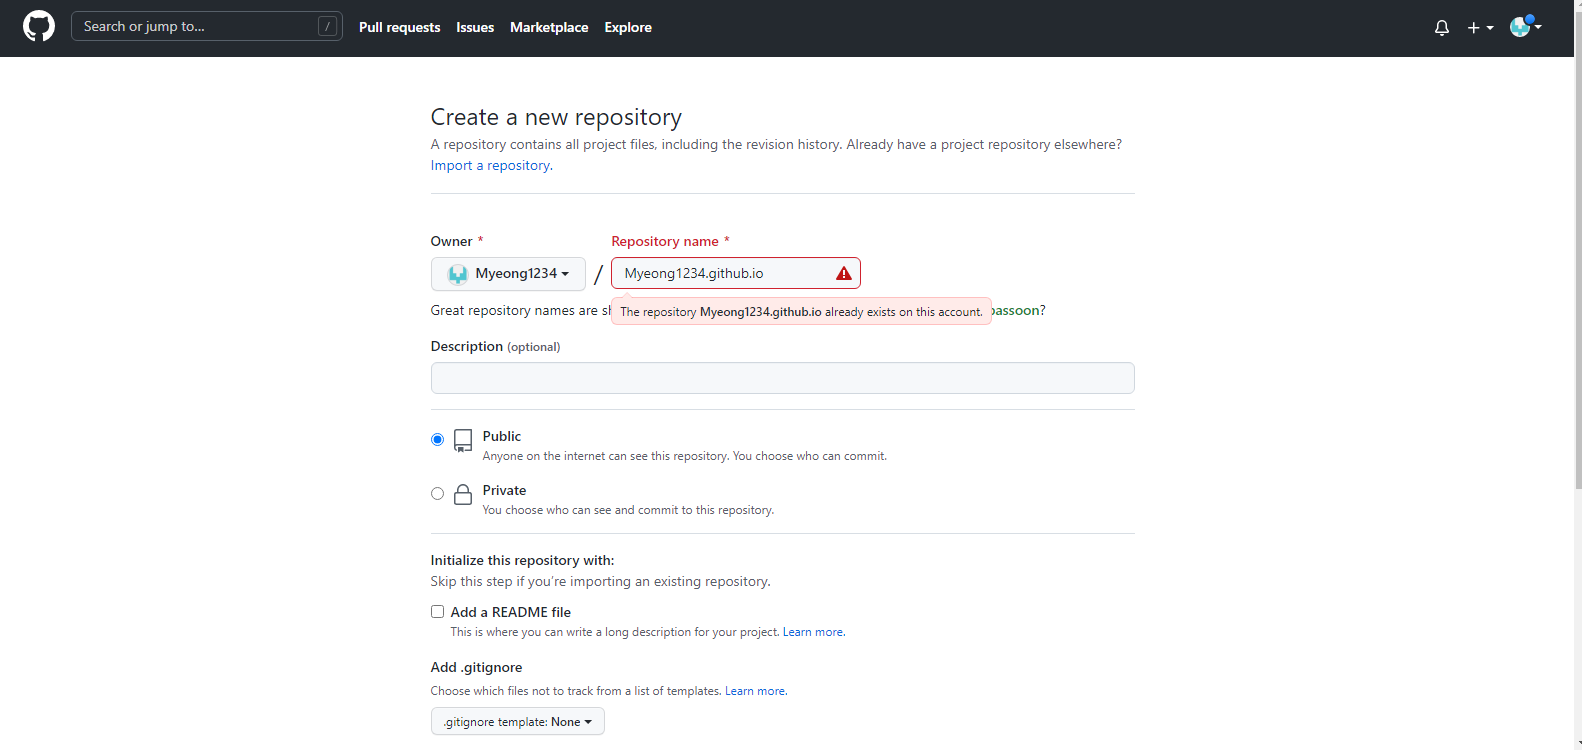 Search or jump to... /
Pull requests Issues Marketplace Explore
Create a new repository
A repository contains all project files, including the revision history. Already have a project repository elsewhere?
Import a repository.
Owner * Repository name *
Myeong1234 / Myeong1234.github.io
Great repository names are sh bassoon?
The repository Myeong1234.github.io already exists on this account.
Description (optional)
Public
Anyone on the internet can see this repository. You choose who can commit.
Private
You choose who can see and commit to this repository.
Initialize this repository with:
Skip this step if you’re importing an existing repository.
Add a README file
This is where you can write a long description for your project. Learn more.
Add .gitignore
Choose which files not to track from a list of templates. Learn more.
.gitignore template: None